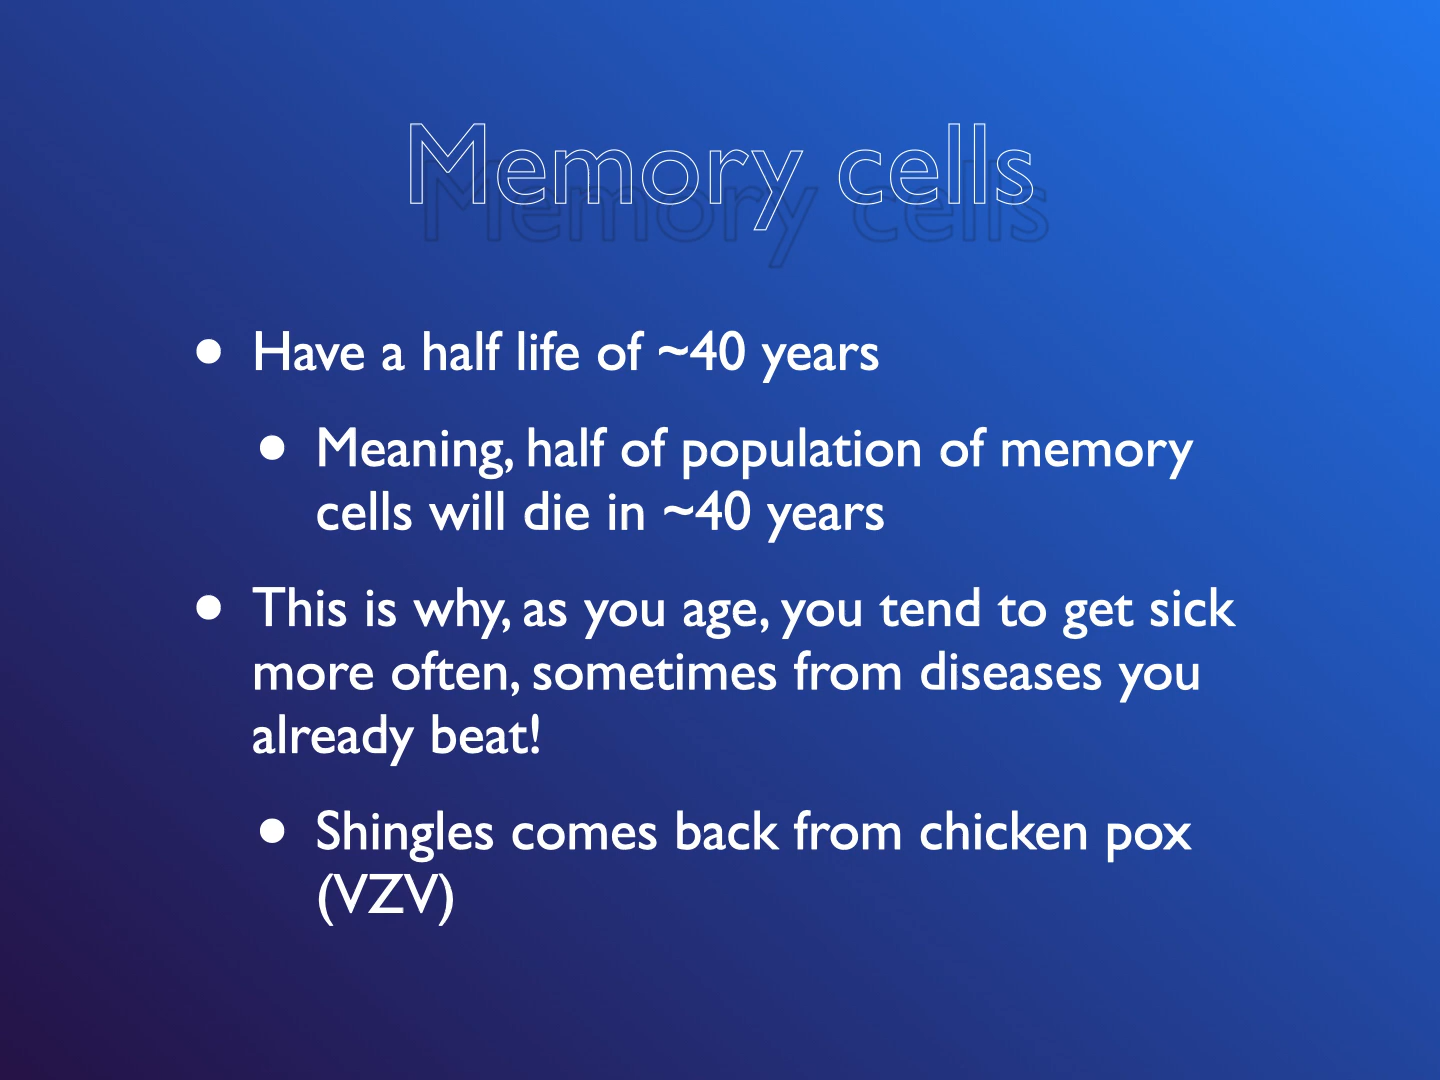 Memory cells
• Have a half life of ~40 years
• Meaning, half of population of memory
cells will die in ~40 years
• This is why, as you age, you tend to get sick
more often, sometimes from diseases you
already beat!
• Shingles comes back from chicken pox
(VZV)